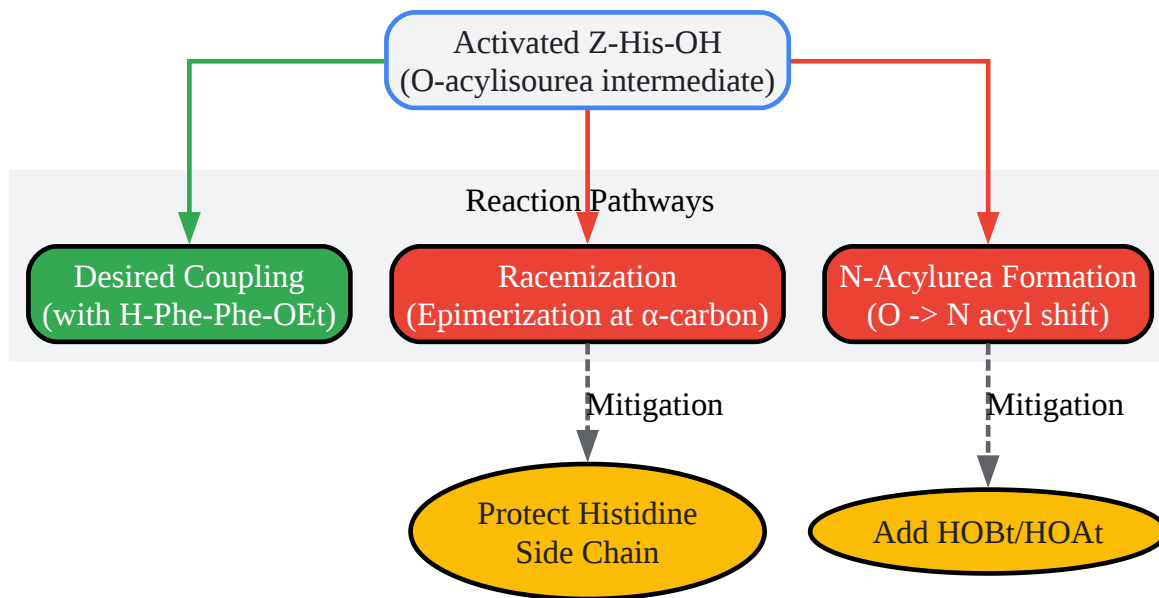 Activated Z-His-OH
(O-acylisourea intermediate)
Reaction Pathways
Desired Coupling
(with H-Phe-Phe-OEt)
Racemization
(Epimerization at α-carbon)
N-Acylurea Formation
(O -> N acyl shift)
Mitigation
Mitigation
Protect Histidine
Side Chain
Add HOBt/HOAt